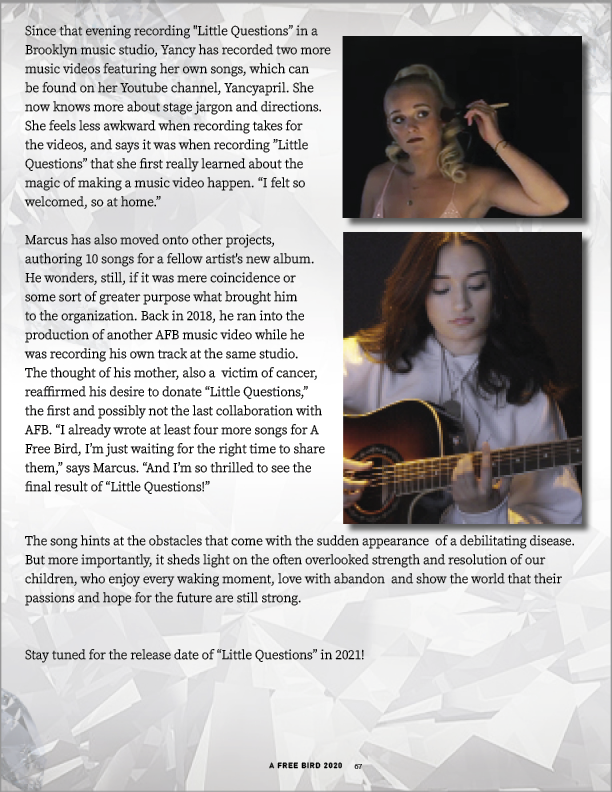 Since that evening recording "Little Questions” in a
Brooklyn music studio, Yancy has recorded two more
music videos featuring her own songs, which can
be found on her Youtube channel, Yancyapril. She
now knows more about stage jargon and directions.
She feels less awkward when recording takes for
the videos, and says it was when recording ”Little
Questions” that she first really learned about the
magic of making a music video happen. “I felt so
welcomed, so at home.”
Marcus has also moved onto other projects,
authoring 10 songs for a fellow artist's new album.
He wonders, still, if it was mere coincidence or
some sort of greater purpose what brought him
to the organization. Back in 2018, he ran into the
production of another AFB music video while he
was recording his own track at the same studio.
The thought of his mother, also a victim of cancer,
reaffirmed his desire to donate “Little Questions,”
the first and possibly not the last collaboration with
AFB. “I already wrote at least four more songs for A
Free Bird, I’m just waiting for the right time to share
them,” says Marcus. “And I’m so thrilled to see the
final result of “Little Questions!”
The song hints at the obstacles that come with the sudden appearance of a debilitating disease.
But more importantly, it sheds light on the often overlooked strength and resolution of our
children, who enjoy every waking moment, love with abandon and show the world that their
passions and hope for the future are still strong.
Stay tuned for the release date of “Little Questions” in 2021!
A FREE BIRD 2020 67